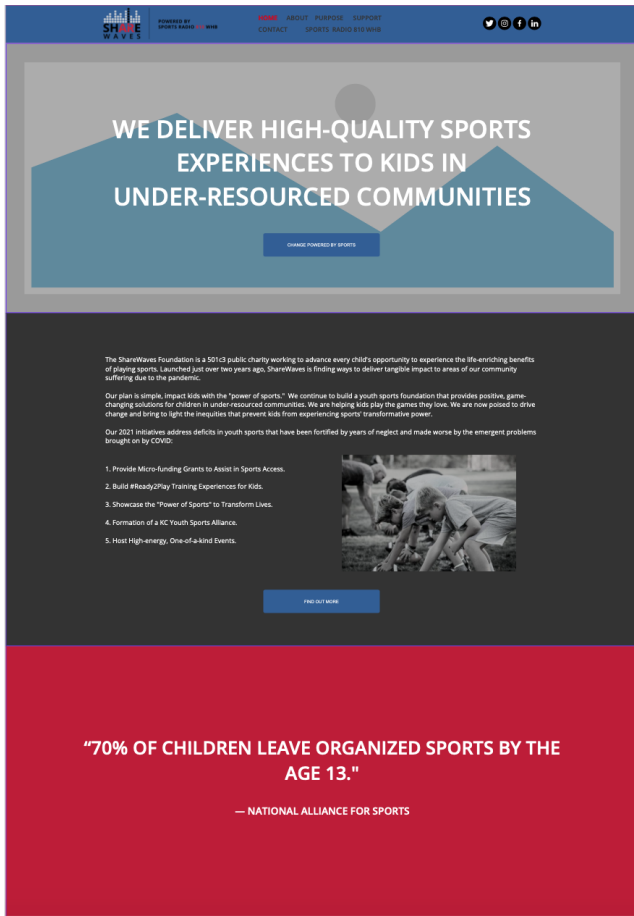 SHARE
WAVES
POWERED BY
SPORTS RADIO 810 WHB
HOME ABOUT PURPOSE SUPPORT
CONTACT SPORTS RADIO 810 WHB
WE DELIVER HIGH-QUALITY SPORTS
EXPERIENCES TO KIDS IN
UNDER-RESOURCED COMMUNITIES
CHANGE POWERED BY SPORTS
The ShareWaves Foundation is a 501c3 public charity working to advance every child's opportunity to experience the life-enriching benefits
of playing sports. Launched just over two years ago, ShareWaves is finding ways to deliver tangible impact to areas of our community
suffering due to the pandemic.
Our plan is simple, impact kids with the "power of sports." We continue to build a youth sports foundation that provides positive, game-
changing solutions for children in under-resourced communities. We are helping kids play the games they love. We are now poised to drive
change and bring to light the inequities that prevent kids from experiencing sports' transformative power.
Our 2021 initiatives address deficits in youth sports that have been fortified by years of neglect and made worse by the emergent problems
brought on by COVID:
1. Provide Micro-funding Grants to Assist in Sports Access.
2. Build #Ready2Play Training Experiences for Kids.
3. Showcase the "Power of Sports" to Transform Lives.
4. Formation of a KC Youth Sports Alliance.
5. Host High-energy, One-of-a-kind Events.
FIND OUT MORE
“70% OF CHILDREN LEAVE ORGANIZED SPORTS BY THE
AGE 13."
— NATIONAL ALLIANCE FOR SPORTS